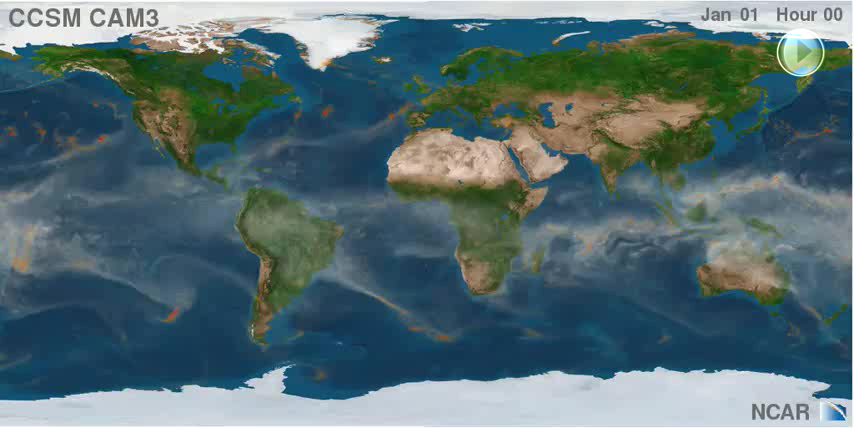 CCSM CAM3
Jan 01 Hour 00
NCAR